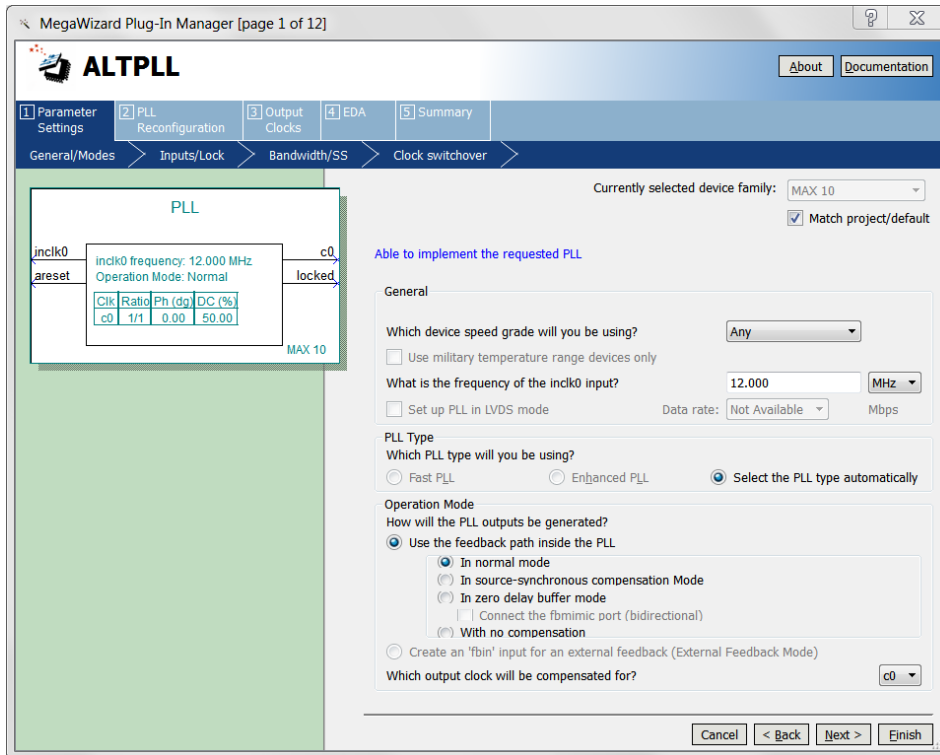 MegaWizard Plug-In Manager [page 1 of 12]
ALTPLL
About Documentation
1 Parameter Settings
2 PLL Reconfiguration
3 Output Clocks
4 EDA
5 Summary
General/Modes Inputs/Lock Bandwidth/SS Clock switchover
PLL
inclk0
areset
inclk0 frequency: 12.000 MHz
Operation Mode: Normal
Clk Ratio Ph (dg) DC (%)
c0 1/1 0.00 50.00
c0
locked
MAX 10
Currently selected device family: MAX 10
Match project/default
Able to implement the requested PLL
General
Which device speed grade will you be using? Any
Use military temperature range devices only
What is the frequency of the inclk0 input? 12.000 MHz
Set up PLL in LVDS mode Data rate: Not Available Mbps
PLL Type
Which PLL type will you be using?
Fast PLL Enhanced PLL Select the PLL type automatically
Operation Mode
How will the PLL outputs be generated?
Use the feedback path inside the PLL
In normal mode
In source-synchronous compensation Mode
In zero delay buffer mode
Connect the fbmimic port (bidirectional)
With no compensation
Create an 'fbin' input for an external feedback (External Feedback Mode)
Which output clock will be compensated for? c0
Cancel < Back Next > Finish